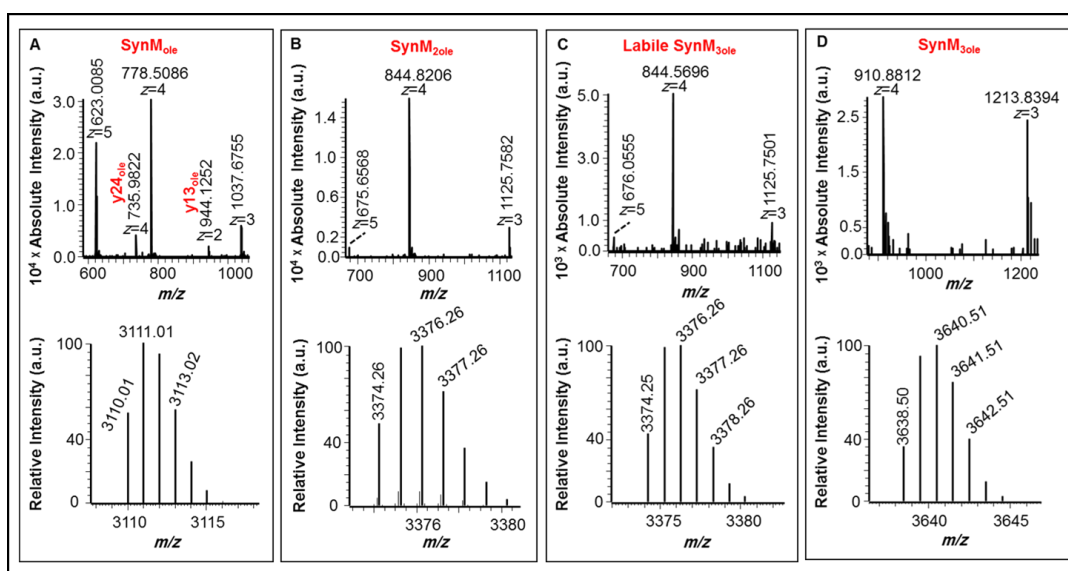 A
SynMole
10⁴ x Absolute Intensity (a.u.)
3.0
2.0
1.0
0.0
623.0085
z=5
y24ole
735.9822
z=4
778.5086
z=4
y13ole
944.1252
z=2
1037.6755
z=3
600
800
1000
m/z
B
SynM2ole
10⁴ x Absolute Intensity (a.u.)
1.4
1.0
0.6
0.2
0.0
675.6568
z=5
844.8206
z=4
1125.7582
z=3
700
900
1100
m/z
C
Labile SynM3ole
10³ x Absolute Intensity (a.u.)
5.0
3.0
1.0
0.0
676.0555
z=5
844.5696
z=4
1125.7501
z=3
700
900
1100
m/z
D
SynM3ole
10³ x Absolute Intensity (a.u.)
2.5
1.5
0.5
0.0
910.8812
z=4
1213.8394
z=3
1000
1200
m/z
Relative Intensity (a.u.)
100
40
0
3110.01
3111.01
3113.02
3110
3115
m/z
Relative Intensity (a.u.)
100
40
0
3374.26
3376.26
3377.26
3376
3380
m/z
Relative Intensity (a.u.)
100
40
0
3374.25
3376.26
3377.26
3378.26
3375
3380
m/z
Relative Intensity (a.u.)
100
40
0
3638.50
3640.51
3641.51
3642.51
3640
3645
m/z